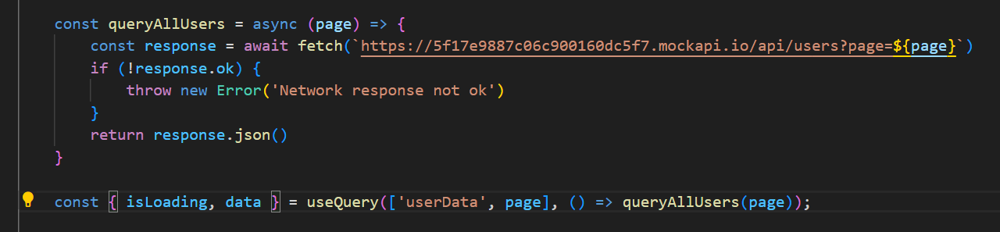 const queryAllUsers = async (page) => {
const response = await fetch(`https://5f17e9887c06c900160dc5f7.mockapi.io/api/users?page=${page}`)
if (!response.ok) {
throw new Error('Network response not ok')
}
return response.json()
}
const { isLoading, data } = useQuery(['userData', page], () => queryAllUsers(page));